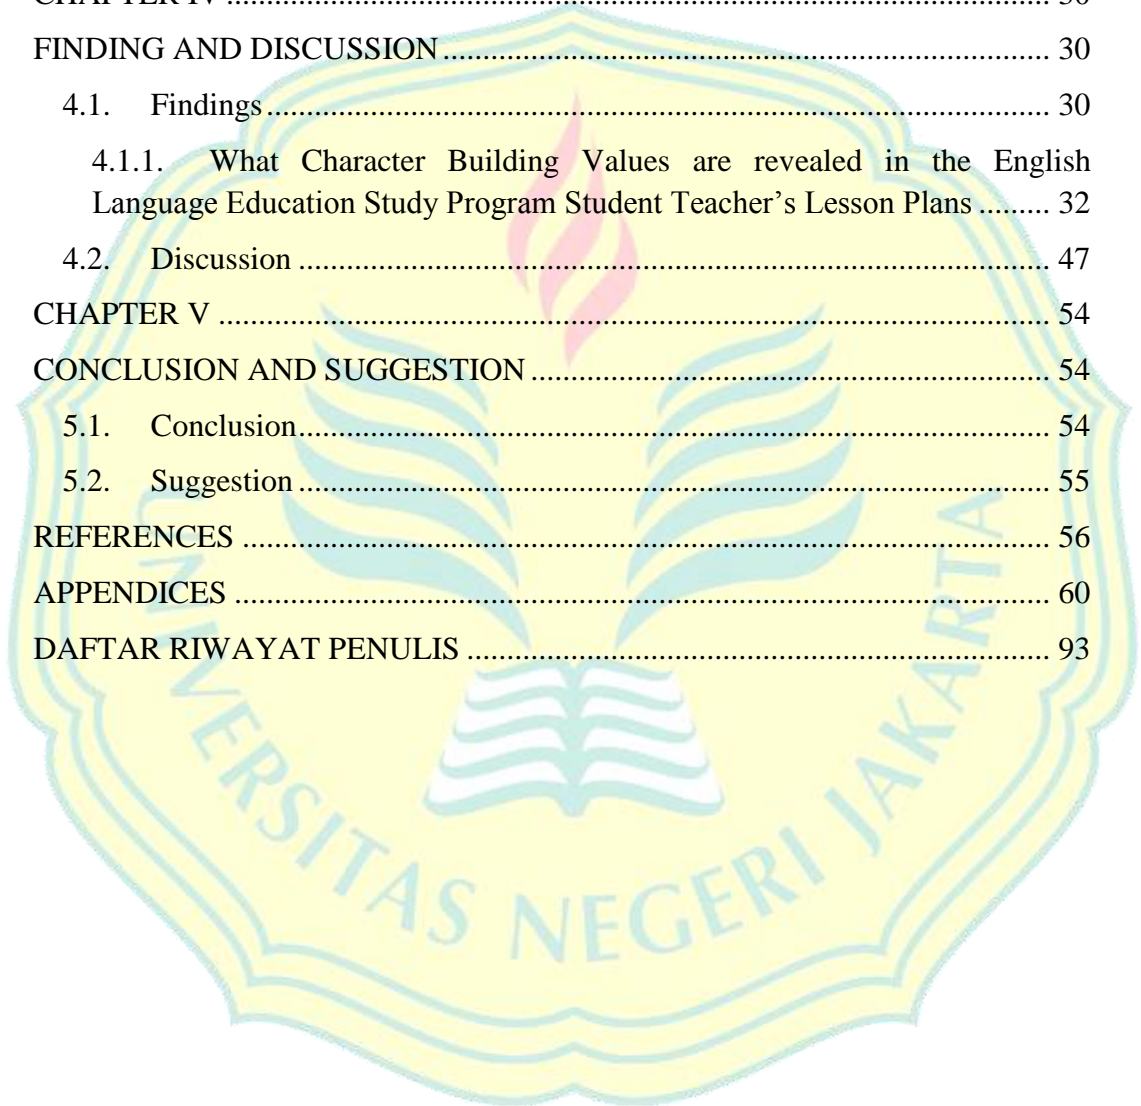 CHAPTER IV ........................................................................................................ 30
FINDING AND DISCUSSION ............................................................................ 30
4.1. Findings ....................................................................................................... 30
4.1.1. What Character Building Values are revealed in the English
Language Education Study Program Student Teacher’s Lesson Plans ......... 32
4.2. Discussion ................................................................................................... 47
CHAPTER V ......................................................................................................... 54
CONCLUSION AND SUGGESTION ................................................................. 54
5.1. Conclusion ................................................................................................... 54
5.2. Suggestion ................................................................................................... 55
REFERENCES ...................................................................................................... 56
APPENDICES ....................................................................................................... 60
DAFTAR RIWAYAT PENULIS ......................................................................... 93
UNIVERSITAS NEGERI JAKARTA